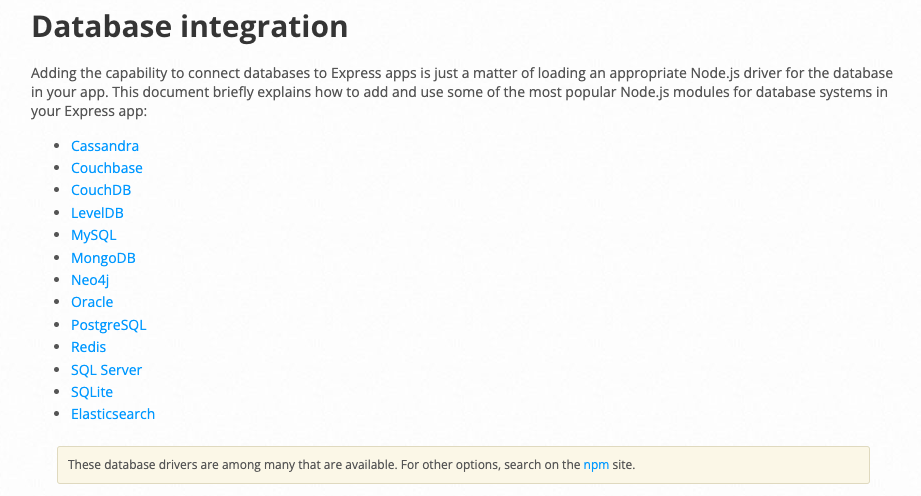 Database integration
Adding the capability to connect databases to Express apps is just a matter of loading an appropriate Node.js driver for the database
in your app. This document briefly explains how to add and use some of the most popular Node.js modules for database systems in
your Express app:
Cassandra
Couchbase
CouchDB
LevelDB
MySQL
MongoDB
Neo4j
Oracle
PostgreSQL
Redis
SQL Server
SQLite
Elasticsearch
These database drivers are among many that are available. For other options, search on the npm site.